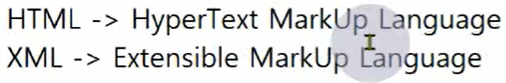 HTML -> HyperText MarkUp Language
XML -> Extensible MarkUp Language